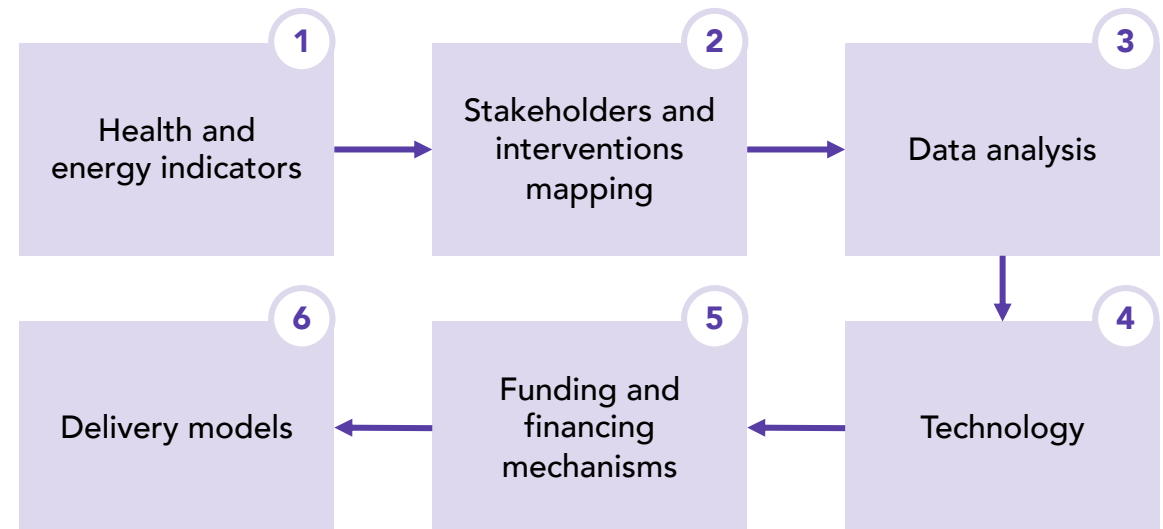 1
Health and
energy indicators
2
Stakeholders and
interventions
mapping
3
Data analysis
4
Technology
5
Funding and
financing
mechanisms
6
Delivery models